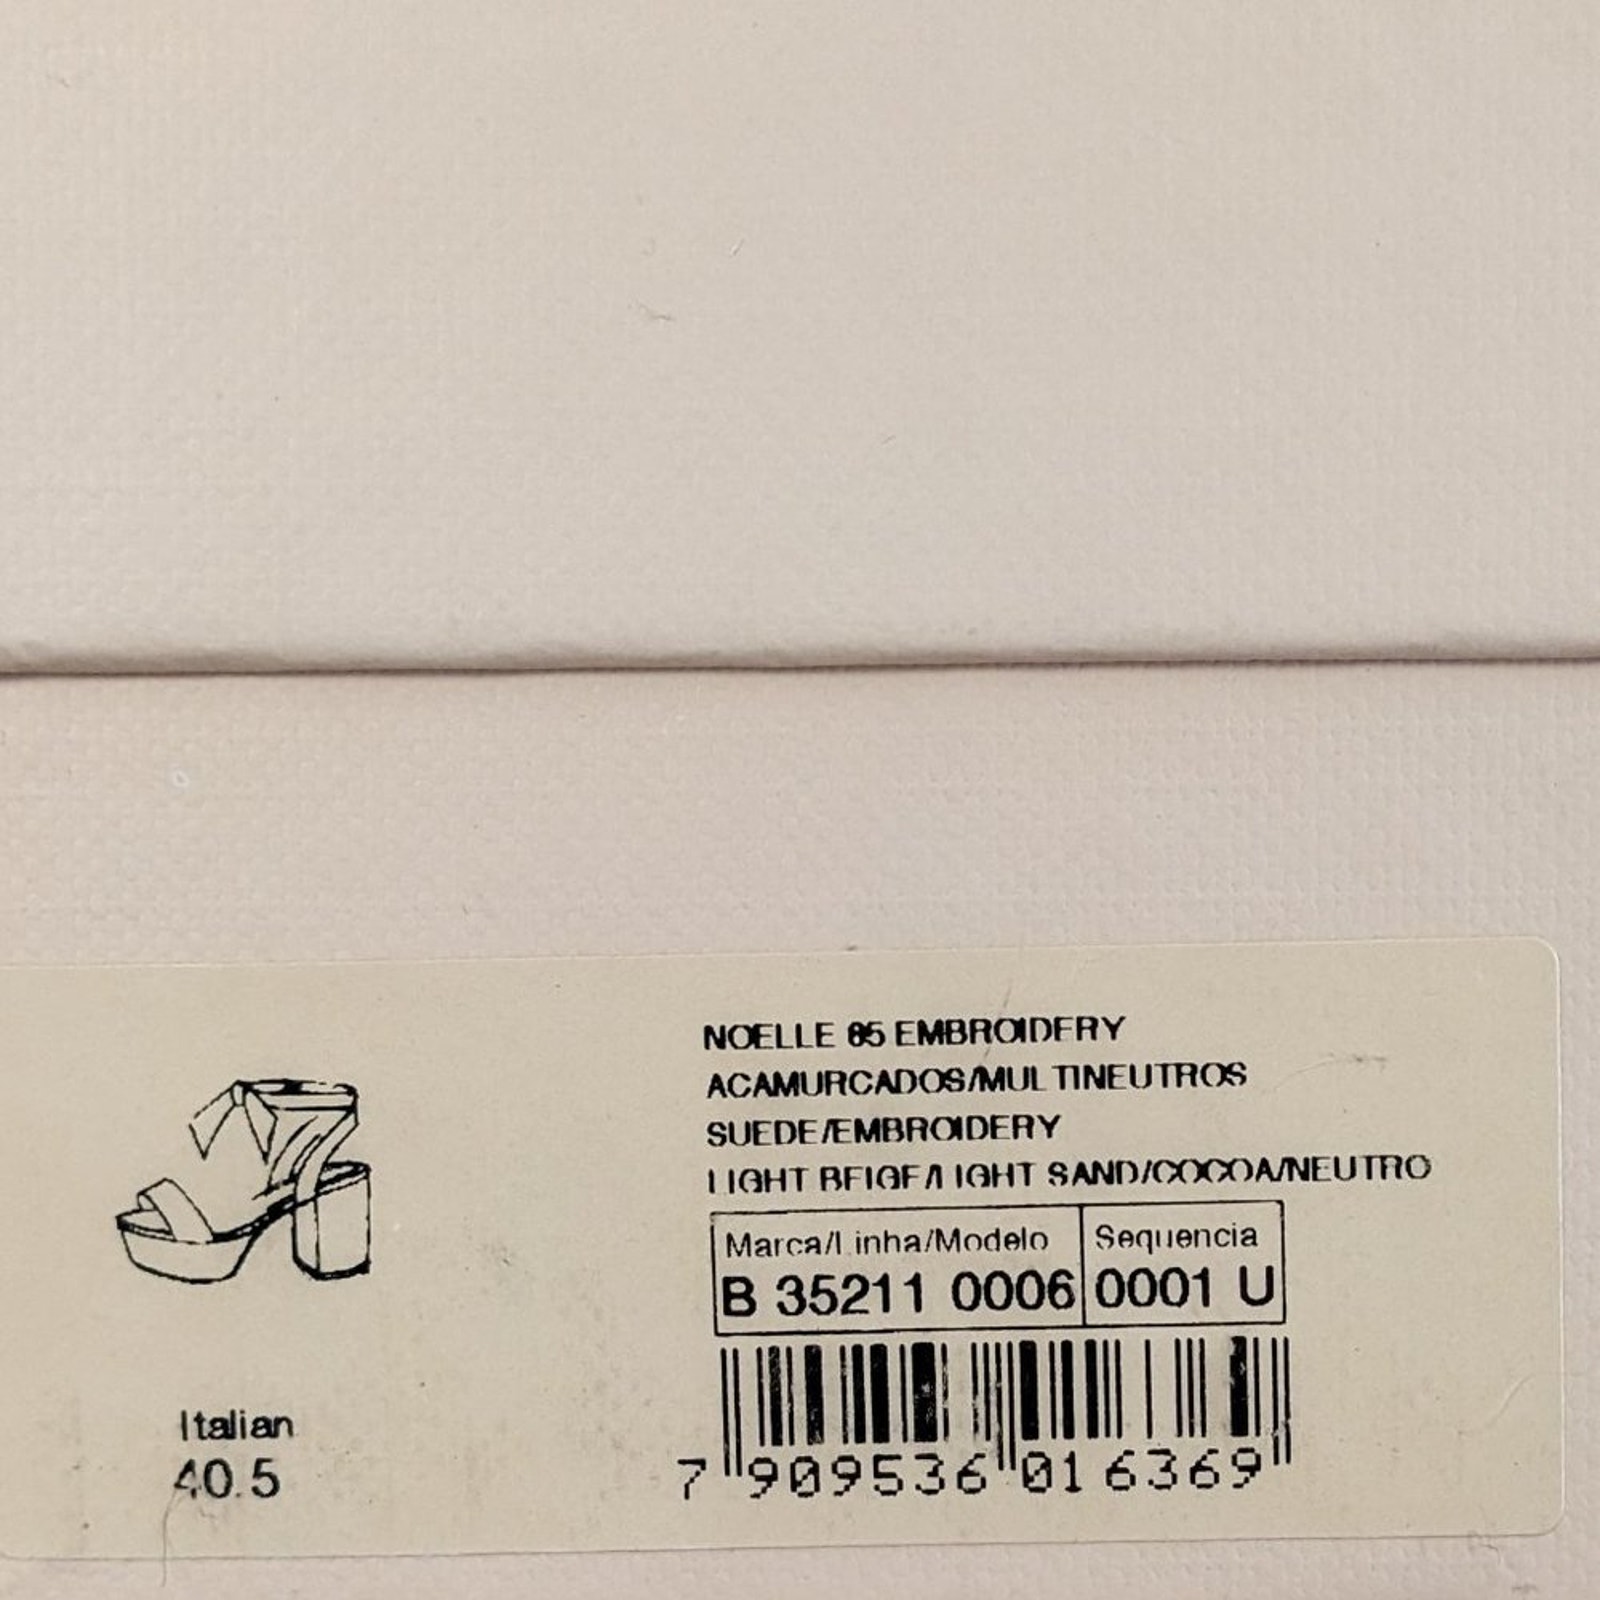 NOELLE 85 EMBROIDERY
ACAMURCADOS/MULTINEUTROS
SUEDE/EMBROIDERY
LIGHT BEIGE/LIGHT SAND/COCOA/NEUTRO
Marca/Linha/Modelo Sequencia
B 35211 0006 0001 U
Italian
40.5
7 909536 016369